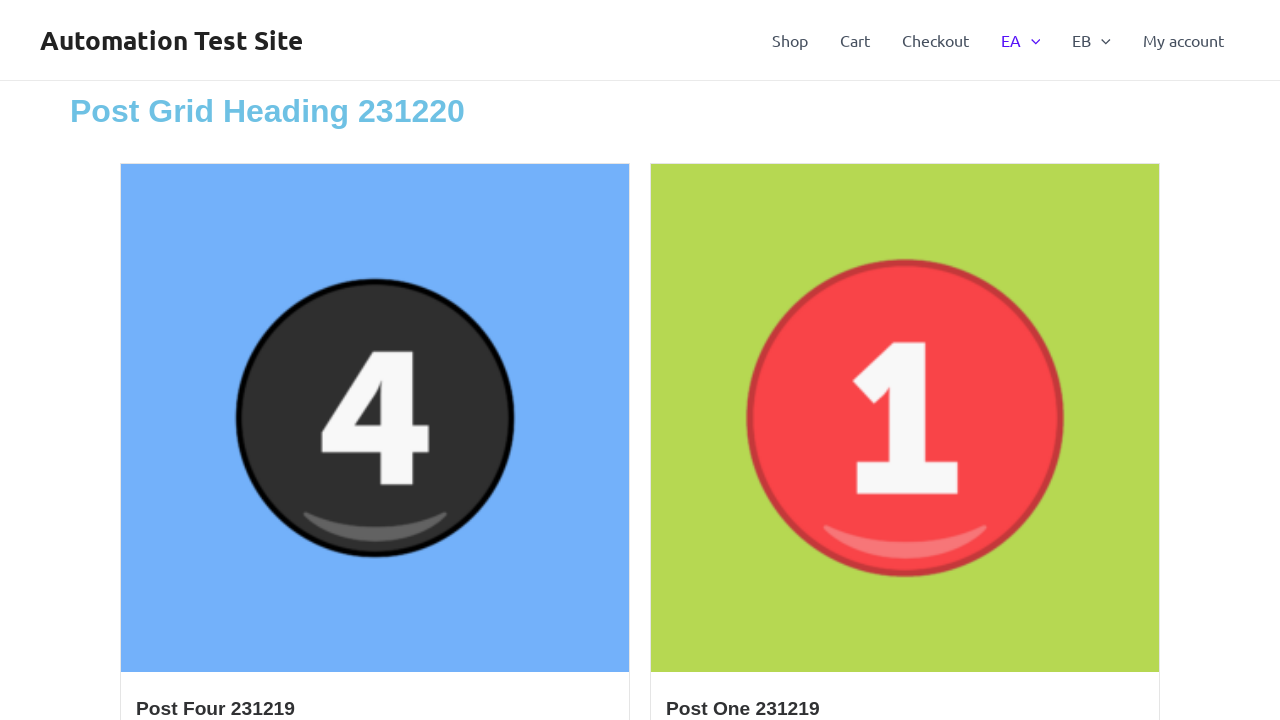 Automation Test Site
Shop
Cart
Checkout
EA
EB
My account
Post Grid Heading 231220
4
1
Post Four 231219
Post One 231219